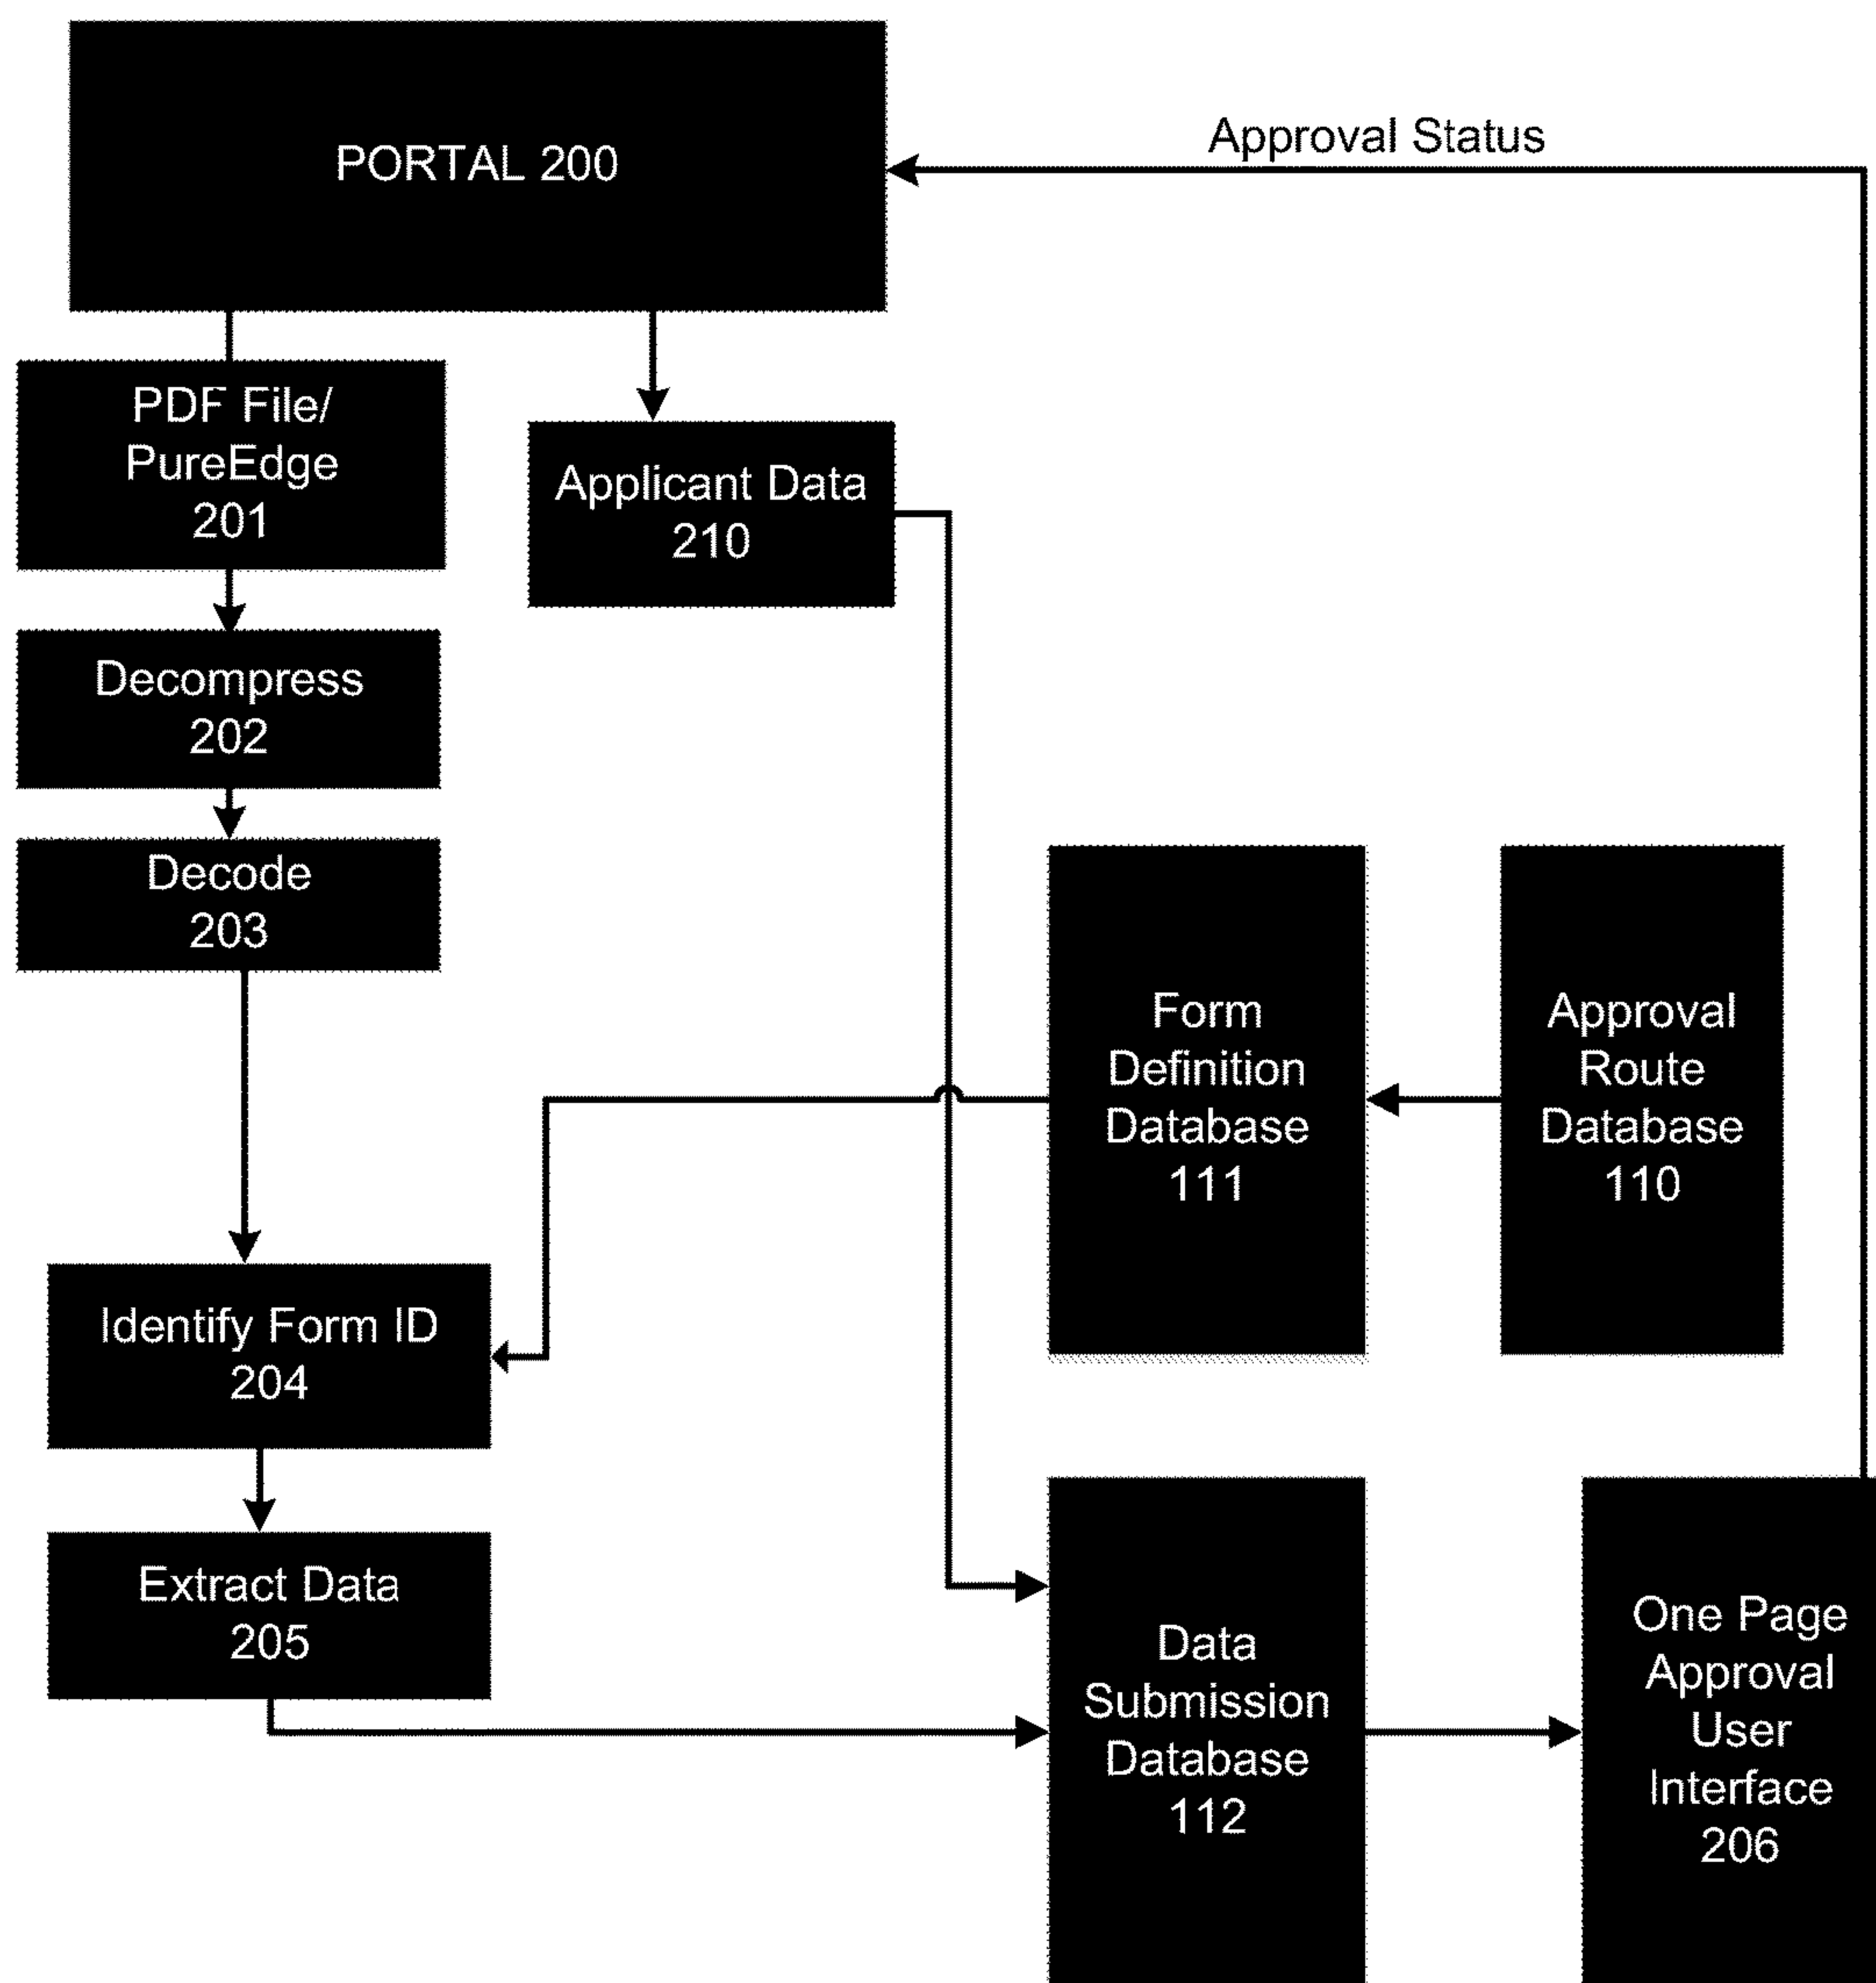 PORTAL 200
Approval Status
PDF File/
PureEdge
201
Applicant Data
210
Decompress
202
Decode
203
Form
Definition
Database
111
Approval
Route
Database
110
Identify Form ID
204
Extract Data
205
Data
Submission
Database
112
One Page
Approval
User
Interface
206